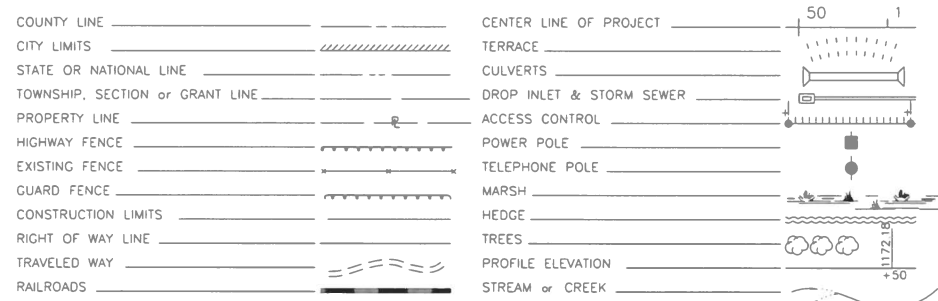 COUNTY LINE
CITY LIMITS
STATE OR NATIONAL LINE
TOWNSHIP, SECTION or GRANT LINE
PROPERTY LINE
HIGHWAY FENCE
EXISTING FENCE
GUARD FENCE
CONSTRUCTION LIMITS
RIGHT OF WAY LINE
TRAVELED WAY
RAILROADS
CENTER LINE OF PROJECT 50 1
TERRACE
CULVERTS
DROP INLET & STORM SEWER
ACCESS CONTROL
POWER POLE
TELEPHONE POLE
MARSH
HEDGE
TREES
PROFILE ELEVATION 1172.18
+50
STREAM or CREEK